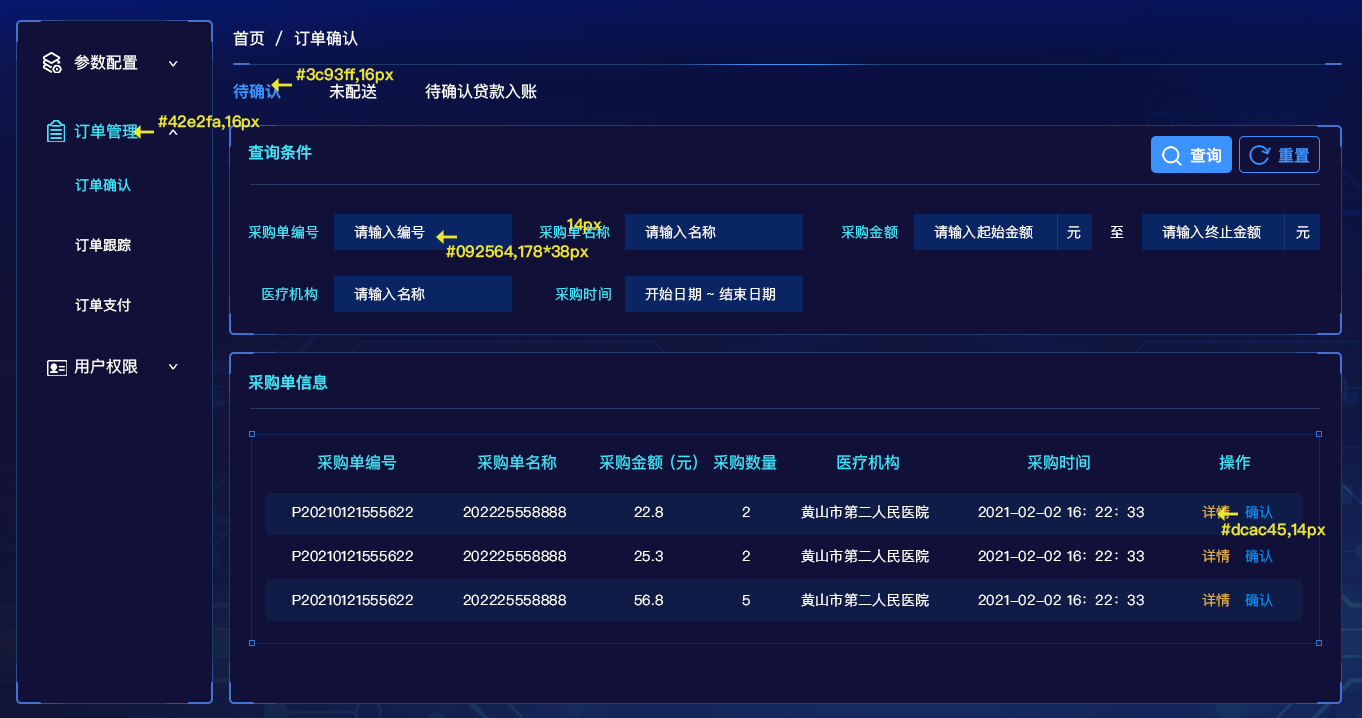 首页 / 订单确认
参数配置
#3c93ff,16px
待确认 未配送 待确认贷款入账
#42e2fa,16px
订单管理
查询条件 查询 重置
订单确认
14px
采购单编号 请输入编号 采购单名称 请输入名称 采购金额 请输入起始金额 元 至 请输入终止金额 元
订单跟踪
#092564,178*38px
医疗机构 请输入名称 采购时间 开始日期 ~ 结束日期
订单支付
用户权限
采购单信息
采购单编号 采购单名称 采购金额（元） 采购数量 医疗机构 采购时间 操作
P20210121555622 202225558888 22.8 2 黄山市第二人民医院 2021-02-02 16：22：33 详情 确认
#dcac45,14px
P20210121555622 202225558888 25.3 2 黄山市第二人民医院 2021-02-02 16：22：33 详情 确认
P20210121555622 202225558888 56.8 5 黄山市第二人民医院 2021-02-02 16：22：33 详情 确认